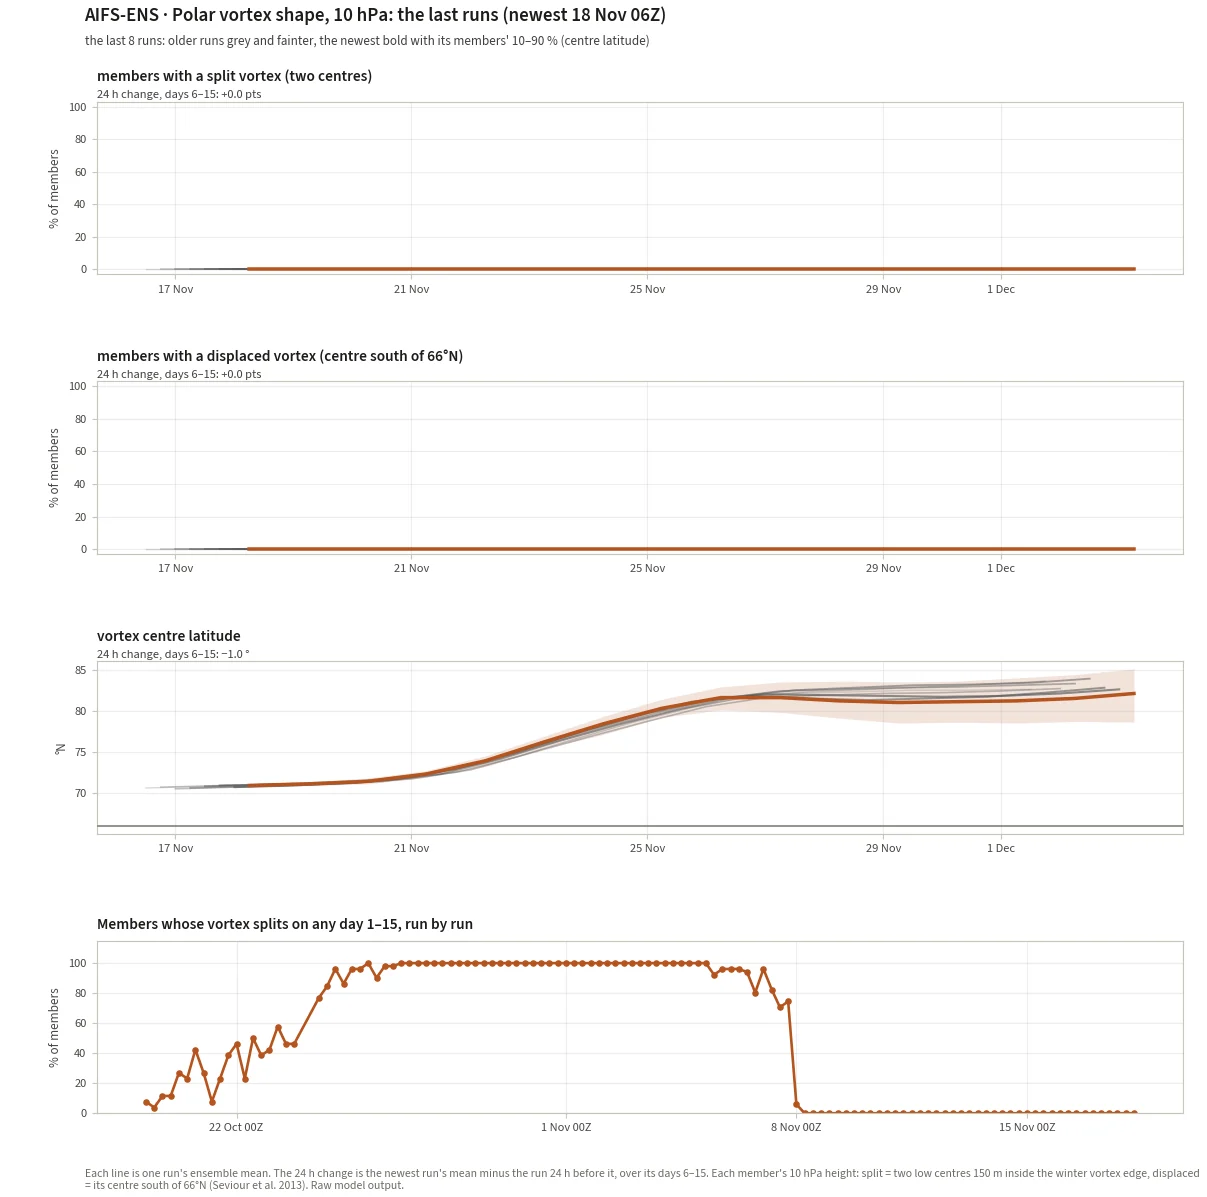 AIFS-ENS · Polar vortex shape, 10 hPa: the last runs (newest 18 Nov 06Z)
the last 8 runs: older runs grey and fainter, the newest bold with its members' 10–90 % (centre latitude)
members with a split vortex (two centres)
24 h change, days 6–15: +0.0 pts
% of members
100
80
60
40
20
0
17 Nov
21 Nov
25 Nov
29 Nov
1 Dec
members with a displaced vortex (centre south of 66°N)
24 h change, days 6–15: +0.0 pts
% of members
100
80
60
40
20
0
17 Nov
21 Nov
25 Nov
29 Nov
1 Dec
vortex centre latitude
24 h change, days 6–15: −1.0 °
°N
85
80
75
70
17 Nov
21 Nov
25 Nov
29 Nov
1 Dec
Members whose vortex splits on any day 1–15, run by run
% of members
100
80
60
40
20
0
22 Oct 00Z
1 Nov 00Z
8 Nov 00Z
15 Nov 00Z
Each line is one run's ensemble mean. The 24 h change is the newest run's mean minus the run 24 h before it, over its days 6–15. Each member's 10 hPa height: split = two low centres 150 m inside the winter vortex edge, displaced
= its centre south of 66°N (Seviour et al. 2013). Raw model output.